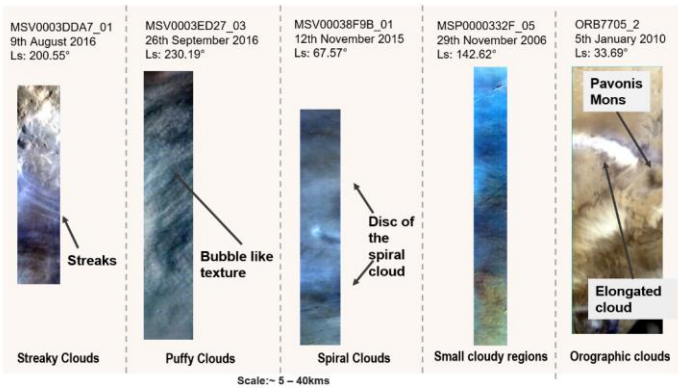 MSV0003DDA7_01
9th August 2016
Ls: 200.55°
MSV0003ED27_03
26th September 2016
Ls: 230.19°
MSV00038F9B_01
12th November 2015
Ls: 67.57°
MSP0000332F_05
29th November 2006
Ls: 142.62°
ORB7705_2
5th January 2010
Ls: 33.69°
Streaks
Bubble like
texture
Disc of
the
spiral
cloud
Pavonis
Mons
Elongated
cloud
Streaky Clouds
Puffy Clouds
Spiral Clouds
Small cloudy regions
Orographic clouds
Scale:~ 5 – 40kms